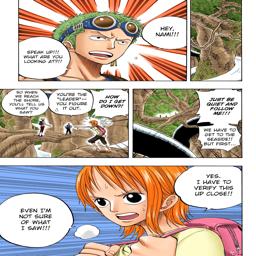 HEY,
NAMI!!!
SPEAK UP!!!
WHAT ARE YOU
LOOKING AT!?
JUST BE
QUIET AND
FOLLOW
ME!!!
WE HAVE
TO GET TO
THE SEASIDE!!
BUT FIRST...
HOW
DO I GET
DOWN?!
YOU'RE THE
"LEADER"--
YOU FIGURE
IT OUT.
SO WHEN
WE REACH
THE SHORE,
YOU'LL TELL US
WHAT YOU
SAW?
YES.
I HAVE TO
VERIFY THIS
UP CLOSE!!
EVEN I'M
NOT SURE
OF WHAT
I SAW!!!